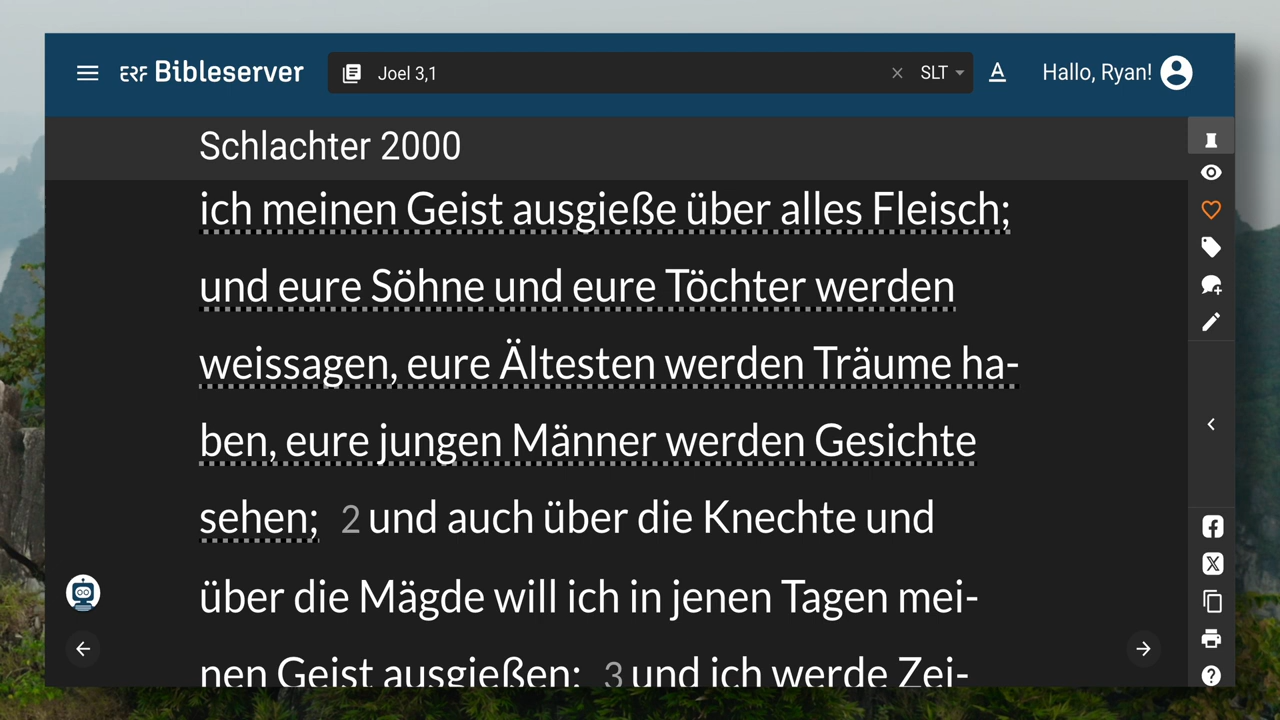 ERF Bibleserver
Joel 3,1
SLT
A
Hallo, Ryan!
Schlachter 2000
ich meinen Geist ausgieße über alles Fleisch;
und eure Söhne und eure Töchter werden
weissagen, eure Ältesten werden Träume ha-
ben, eure jungen Männer werden Gesichte
sehen; 2 und auch über die Knechte und
über die Mägde will ich in jenen Tagen mei-
nen Geist ausgießen; 3 und ich werde Zei-